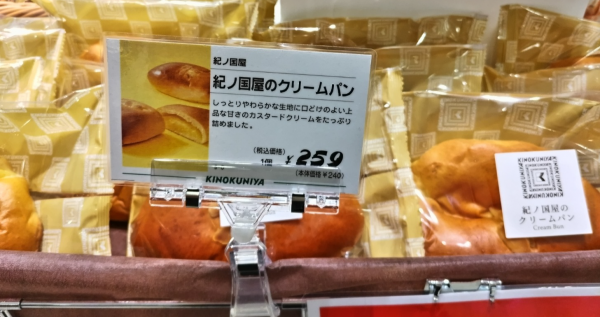 紀ノ国屋
紀ノ国屋のクリームパン
しっとりやわらかな生地に口どけのよい上
品な甘さのカスタードクリームをたっぷり
詰めました。
(税込価格)
1個 ¥259
(本体価格¥240)
KINOKUNIYA
KINOKUNIYA
紀ノ国屋の
クリームパン
Cream Bun